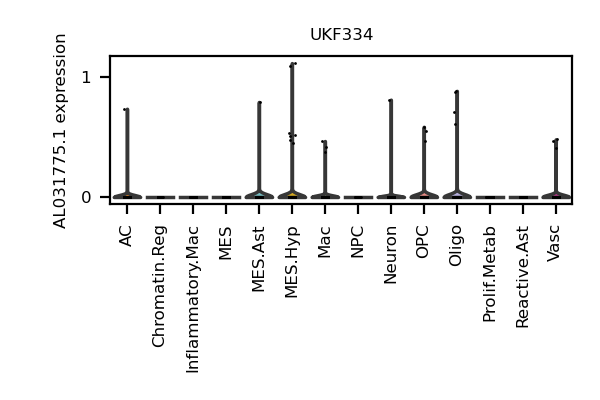 UKF334
AL031775.1 expression
1
0
AC
Chromatin.Reg
Inflammatory.Mac
MES
MES.Ast
MES.Hyp
Mac
NPC
Neuron
OPC
Oligo
Prolif.Metab
Reactive.Ast
Vasc